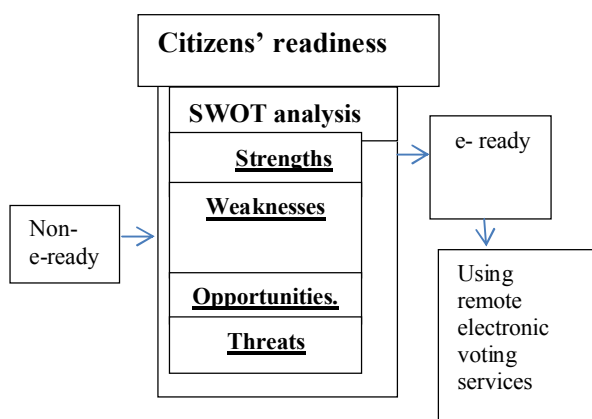 Citizens’ readiness
SWOT analysis
Strengths
Weaknesses
Opportunities.
Threats
Non-
e-ready
e- ready
Using
remote
electronic
voting
services